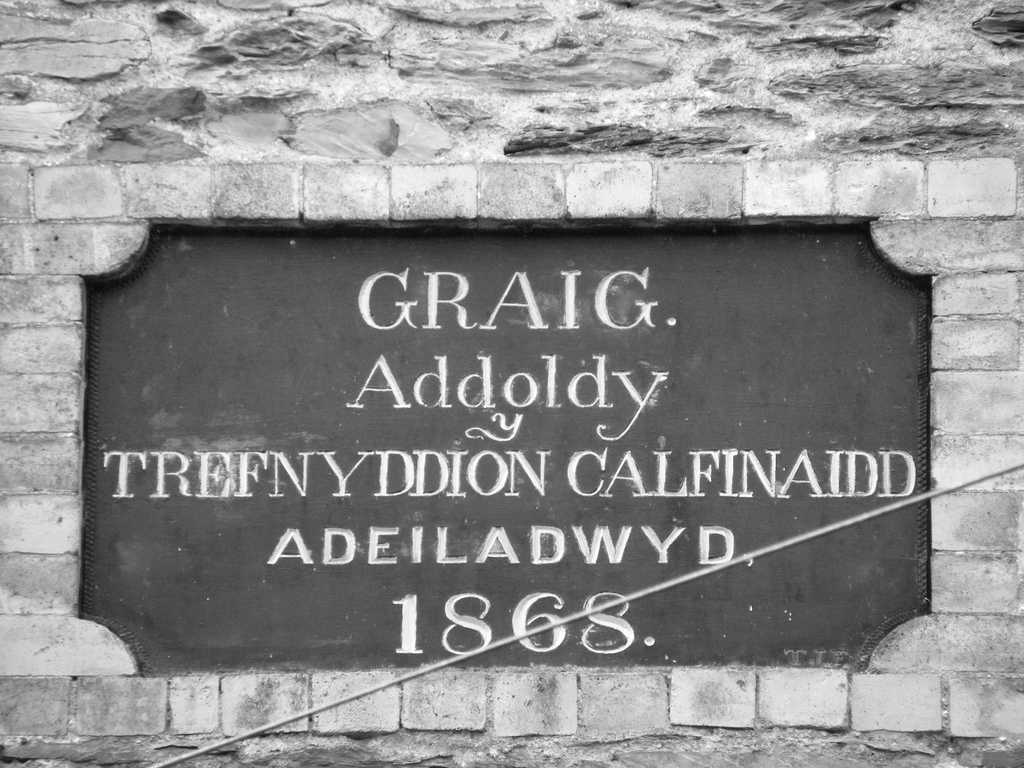 GRAIG.
Addoldy
y
TREFNYDDION CALFINAIDD
ADEILADWYD,
1868.